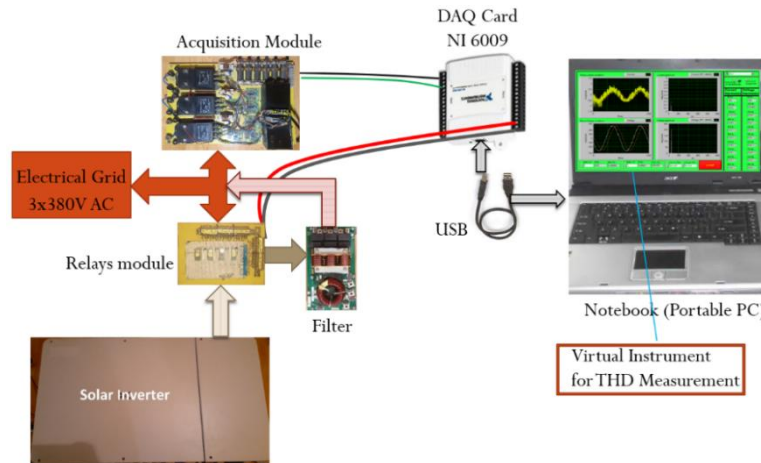 DAQ Card
NI 6009
Acquisition Module
Electrical Grid
3x380V AC
Relays module
USB
Filter
Notebook (Portable PC)
Solar Inverter
Virtual Instrument
for THD Measurement